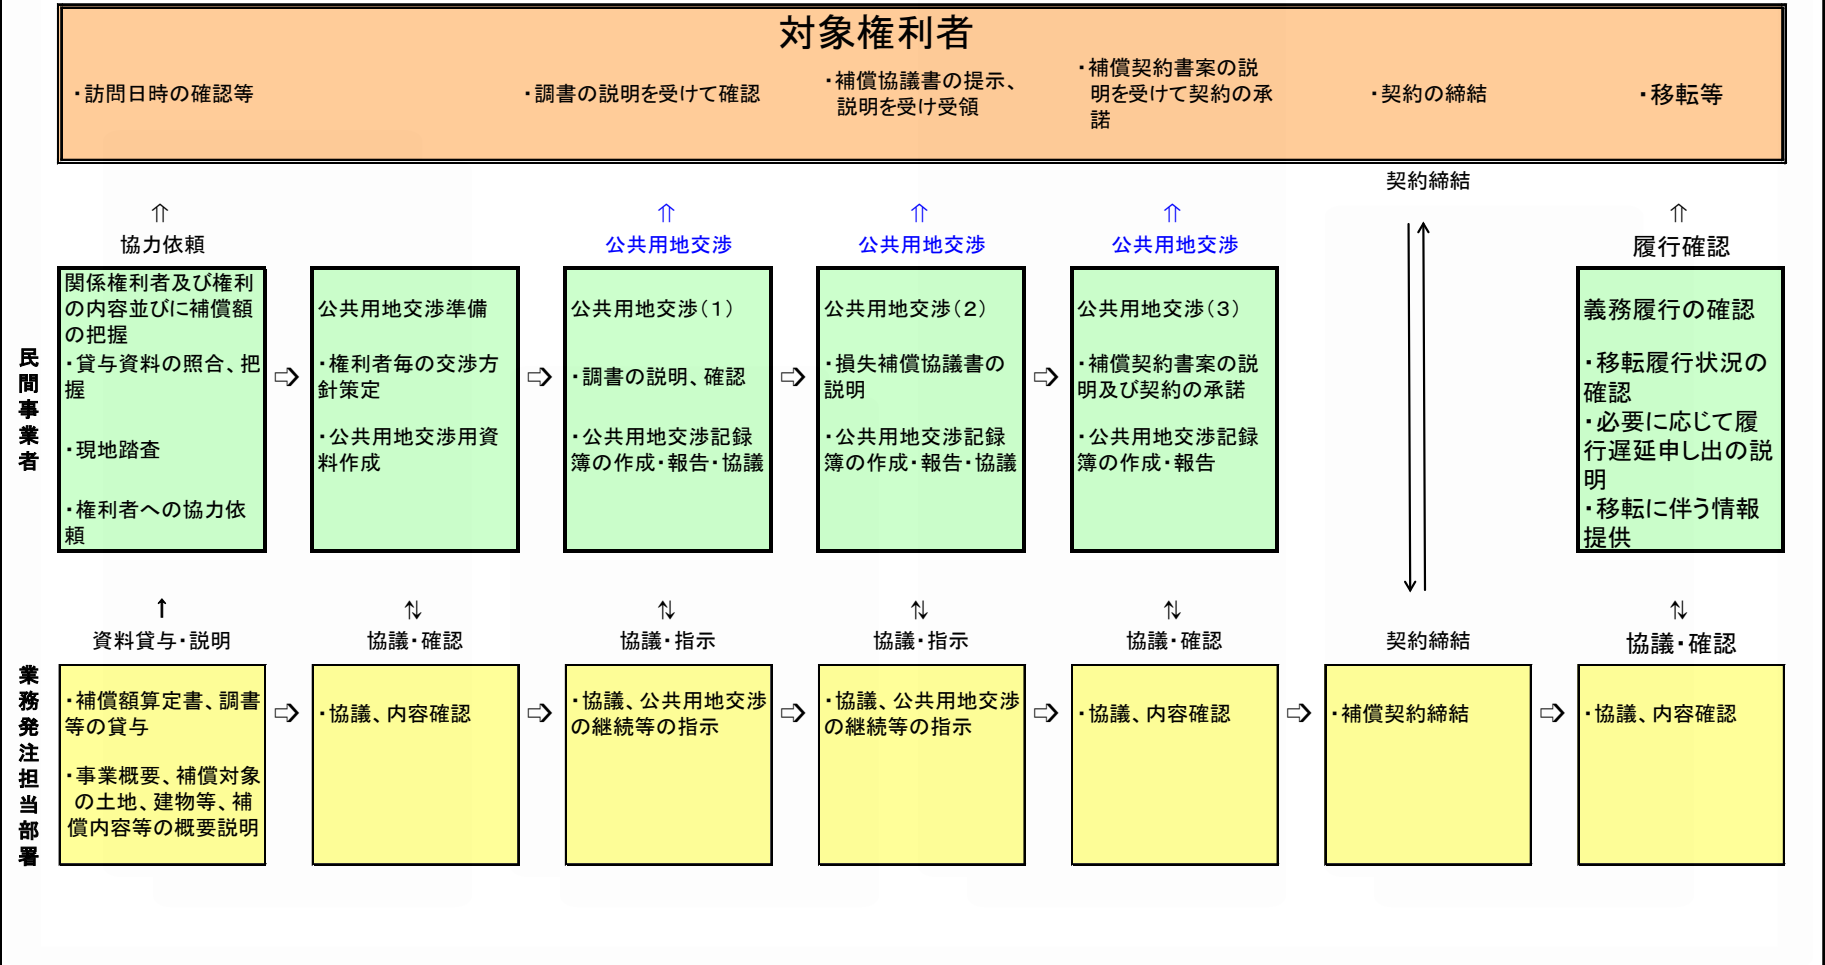 対象権利者
・訪問日時の確認等
・調書の説明を受けて確認
・補償協議書の提示、
説明を受け受領
・補償契約書案の説
明を受けて契約の承
諾
・契約の締結
・移転等
契約締結
⇑
⇑
⇑
⇑
⇑
協力依頼
公共用地交渉
公共用地交渉
公共用地交渉
履行確認
民間事業者
関係権利者及び権利
の内容並びに補償額
の把握
・貸与資料の照合、把
握
・現地踏査
・権利者への協力依
頼
⇨
公共用地交渉準備
・権利者毎の交渉方
針策定
・公共用地交渉用資
料作成
⇨
公共用地交渉(1)
・調書の説明、確認
・公共用地交渉記録
簿の作成・報告・協議
⇨
公共用地交渉(2)
・損失補償協議書の
説明
・公共用地交渉記録
簿の作成・報告・協議
⇨
公共用地交渉(3)
・補償契約書案の説
明及び契約の承諾
・公共用地交渉記録
簿の作成・報告
義務履行の確認
・移転履行状況の
確認
・必要に応じて履
行遅延申し出の説
明
・移転に伴う情報
提供
↑
⇅
⇅
⇅
⇅
⇅
資料貸与・説明
協議・確認
協議・指示
協議・指示
協議・確認
契約締結
協議・確認
業務発注担当部署
・補償額算定書、調書
等の貸与
・事業概要、補償対象
の土地、建物等、補
償内容等の概要説明
⇨
・協議、内容確認
⇨
・協議、公共用地交渉
の継続等の指示
⇨
・協議、公共用地交渉
の継続等の指示
⇨
・協議、内容確認
⇨
・補償契約締結
⇨
・協議、内容確認